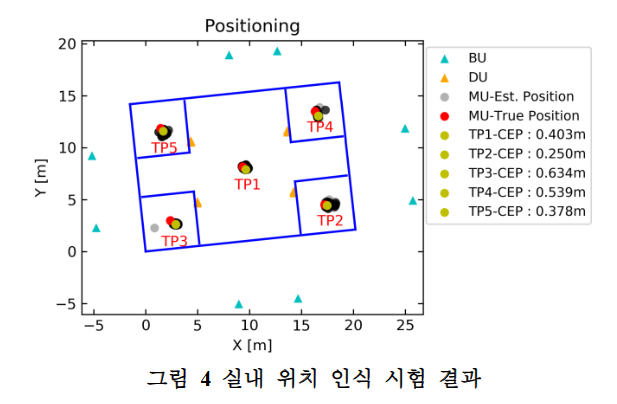 Positioning
20
15
10
5
0
−5
Y [m]
−5 0 5 10 15 20 25
X [m]
TP4
TP5
TP1
TP2
TP3
BU
DU
MU-Est. Position
MU-True Position
TP1-CEP : 0.403m
TP2-CEP : 0.250m
TP3-CEP : 0.634m
TP4-CEP : 0.539m
TP5-CEP : 0.378m
그림 4 실내 위치 인식 시험 결과